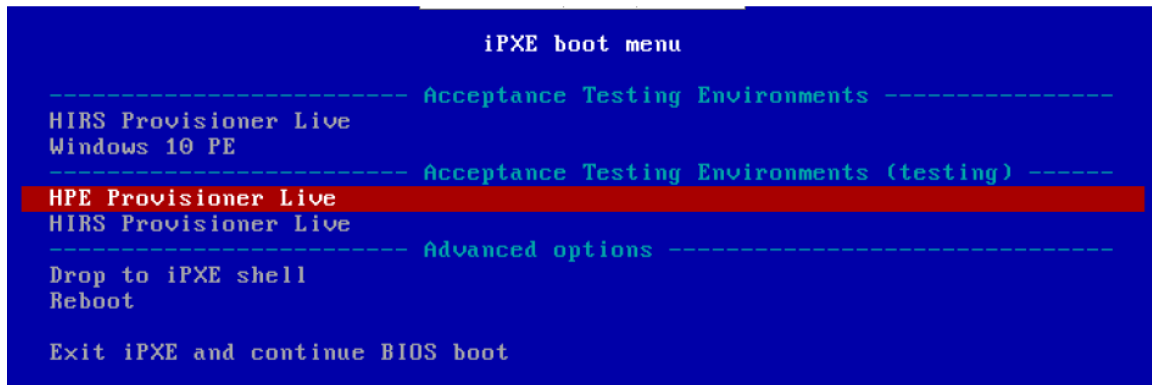 iPXE boot menu
------------------------- Acceptance Testing Environments ----------------
HIRS Provisioner Live
Windows 10 PE
------------------------- Acceptance Testing Environments (testing) ------
HPE Provisioner Live
HIRS Provisioner Live
------------------------- Advanced options -------------------------------
Drop to iPXE shell
Reboot
Exit iPXE and continue BIOS boot